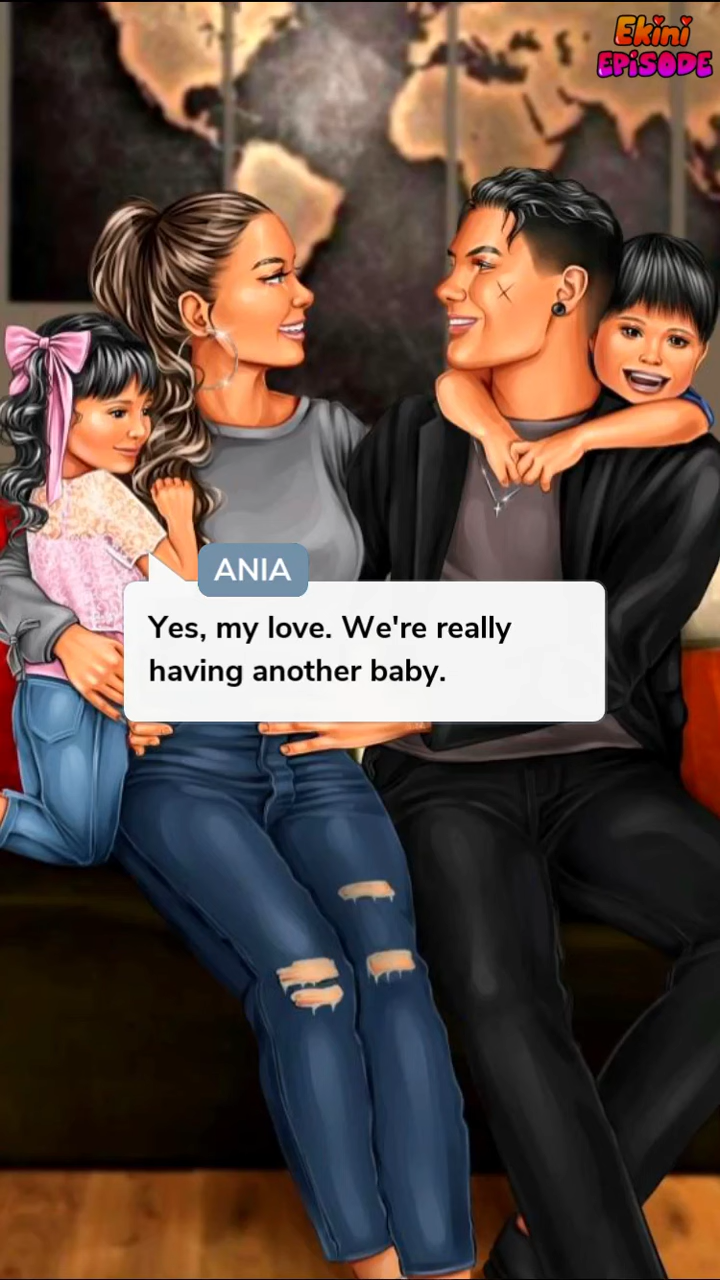 Ekini
EPiSODE
ANIA
Yes, my love. We're really
having another baby.